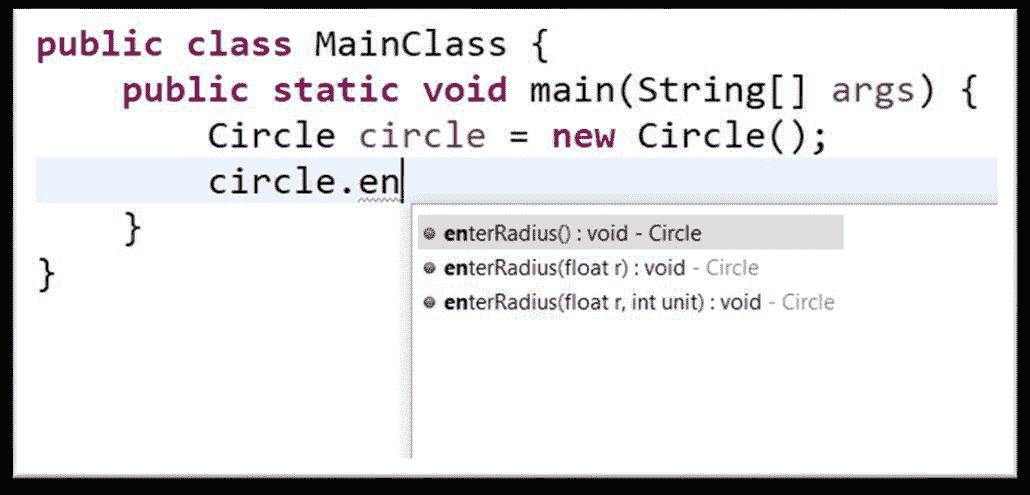 public class MainClass {
public static void main(String[] args) {
Circle circle = new Circle();
circle.en
enterRadius() : void - Circle
enterRadius(float r) : void - Circle
enterRadius(float r, int unit) : void - Circle
}
}